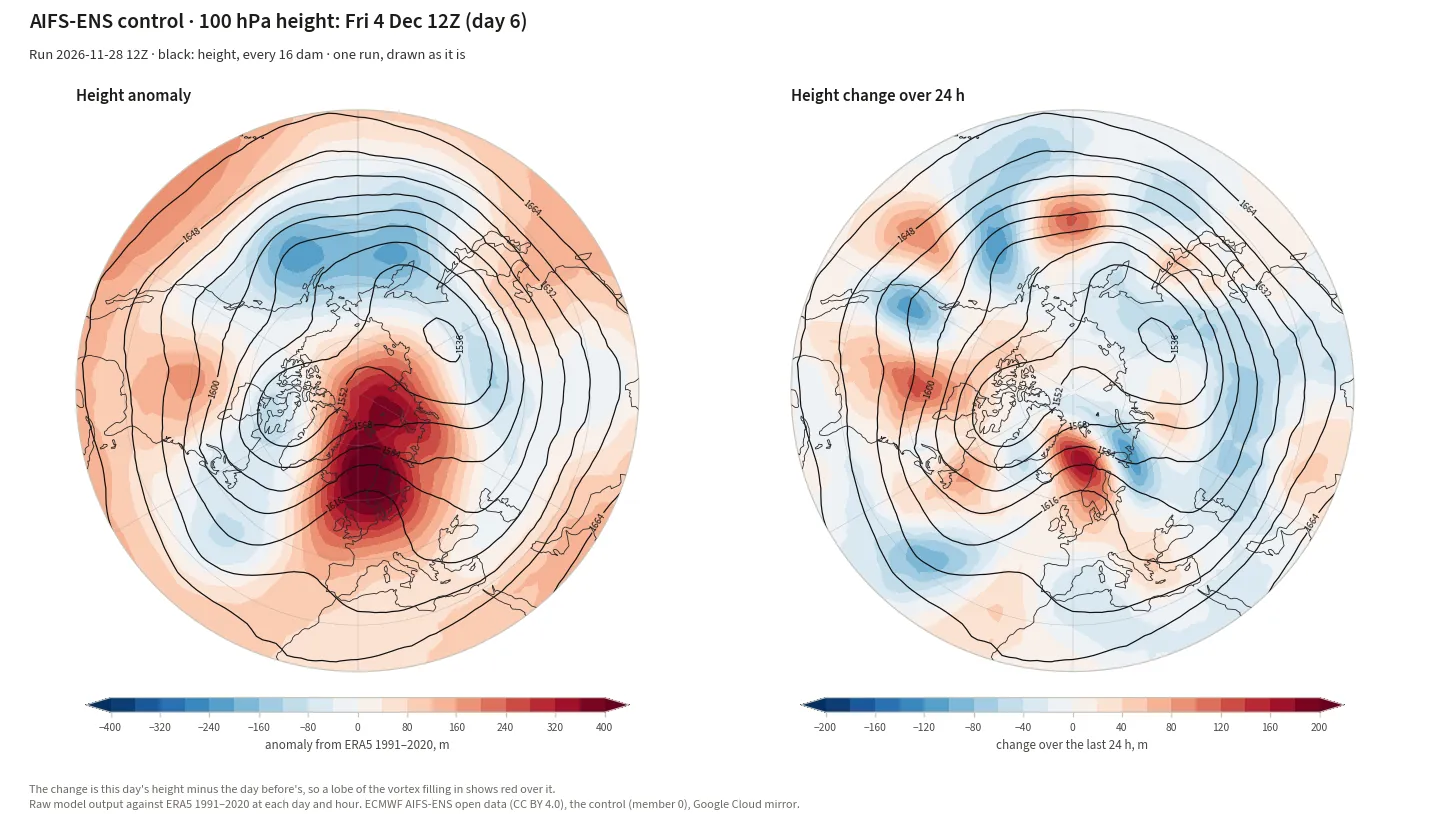 AIFS-ENS control · 100 hPa height: Fri 4 Dec 12Z (day 6)
Run 2026-11-28 12Z · black: height, every 16 dam · one run, drawn as it is
Height anomaly
1664
1648
1632
1536
1600
1552
1568
1584
1616
1664
−400 −320 −240 −160 −80 0 80 160 240 320 400
anomaly from ERA5 1991–2020, m
Height change over 24 h
1664
1648
1632
1536
1600
1552
1568
1584
1616
1664
−200 −160 −120 −80 −40 0 40 80 120 160 200
change over the last 24 h, m
The change is this day's height minus the day before's, so a lobe of the vortex filling in shows red over it.
Raw model output against ERA5 1991–2020 at each day and hour. ECMWF AIFS-ENS open data (CC BY 4.0), the control (member 0), Google Cloud mirror.